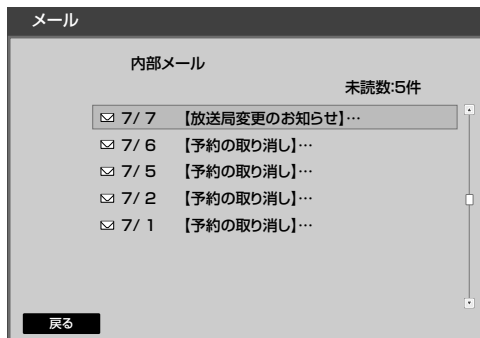 メール
内部メール
未読数:5件
7/ 7 【放送局変更のお知らせ】…
7/ 6 【予約の取り消し】…
7/ 5 【予約の取り消し】…
7/ 2 【予約の取り消し】…
7/ 1 【予約の取り消し】…
戻る